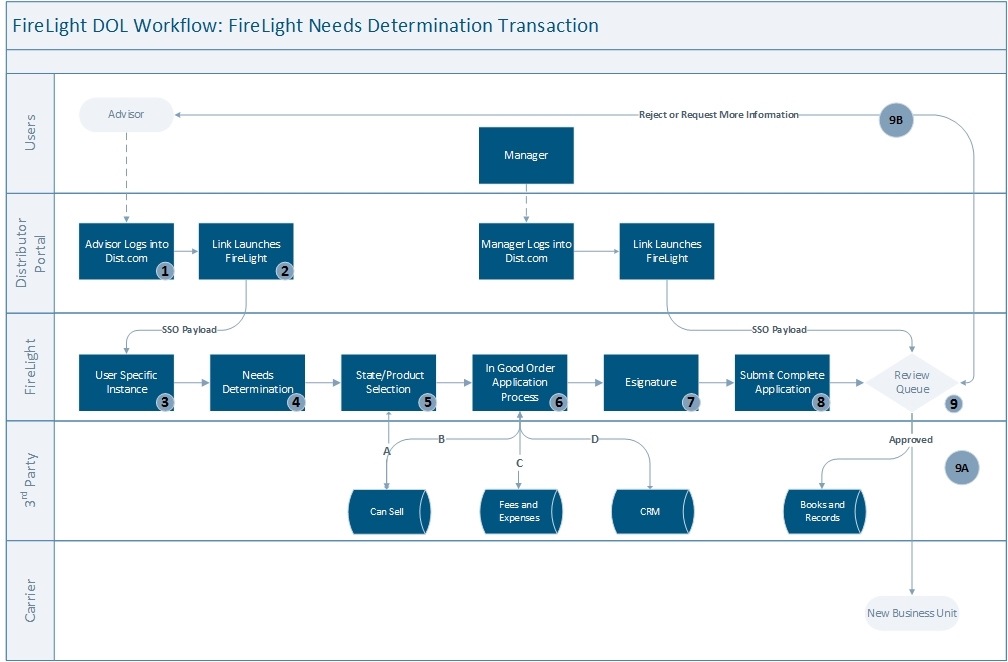 FireLight DOL Workflow: FireLight Needs Determination Transaction
Users
Advisor
Reject or Request More Information
9B
Manager
Distributor
Portal
Advisor Logs into
Dist.com
1
Link Launches
FireLight
2
Manager Logs into
Dist.com
Link Launches
FireLight
FireLight
SSO Payload
SSO Payload
User Specific
Instance
3
Needs
Determination
4
State/Product
Selection
5
In Good Order
Application
Process
6
Esignature
7
Submit Complete
Application
8
Review
Queue
9
3rd Party
A
B
C
D
Approved
9A
Can Sell
Fees and
Expenses
CRM
Books and
Records
Carrier
New Business Unit